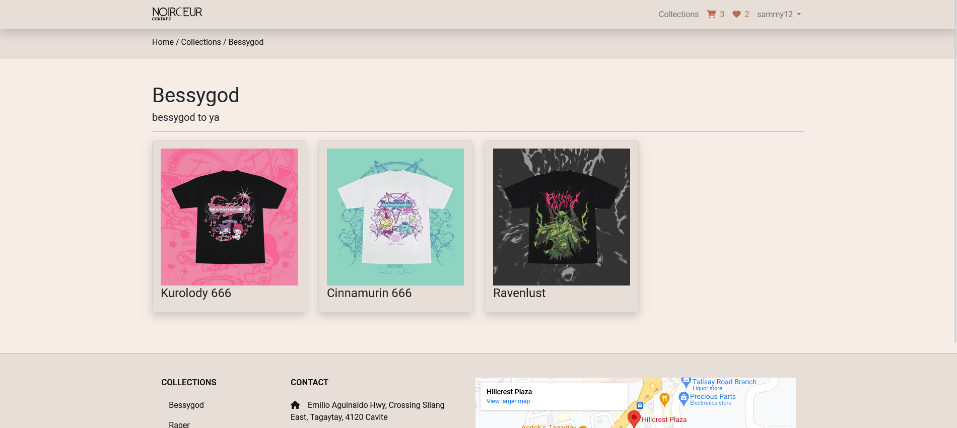 NOIRCEUR
couture
Collections 3 2 sammy12
Home / Collections / Bessygod
Bessygod
bessygod to ya
Kurolody 666
Cinnamurin 666
Ravenlust
COLLECTIONS
Bessygod
Rager
CONTACT
Emilio Aguinaldo Hwy, Crossing Silang
East, Tagaytay, 4120 Cavite
Hillcrest Plaza
View larger map
Talisay Road Branch
Liquor store
Precious Parts
Electronics store
Hillcrest Plaza